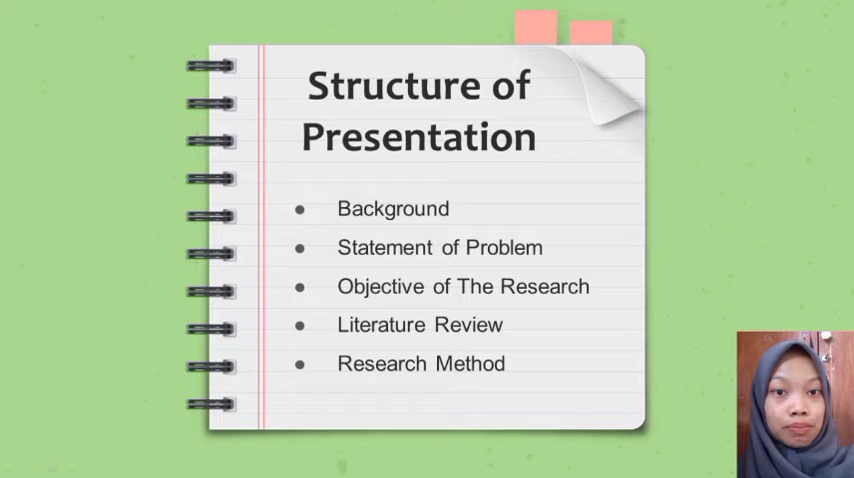 Structure of
Presentation
● Background
● Statement of Problem
● Objective of The Research
● Literature Review
● Research Method